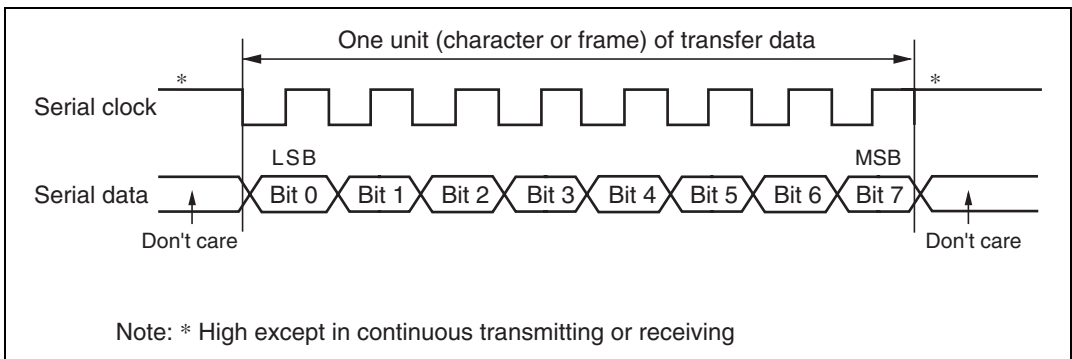 One unit (character or frame) of transfer data
* *
Serial clock
LSB MSB
Serial data Bit 0 Bit 1 Bit 2 Bit 3 Bit 4 Bit 5 Bit 6 Bit 7
Don't care Don't care
Note: * High except in continuous transmitting or receiving